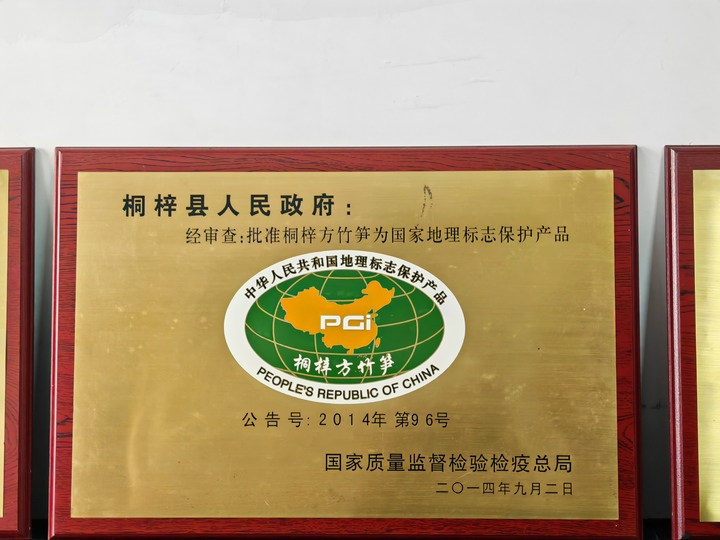 桐梓县人民政府：
经审查:批准桐梓方竹笋为国家地理标志保护产品
中华人民共和国地理标志保护产品
PGi
桐梓方竹笋
PEOPLE'S REPUBLIC OF CHINA
公告号: 2014年 第96号
国家质量监督检验检疫总局
二〇一四年九月二日